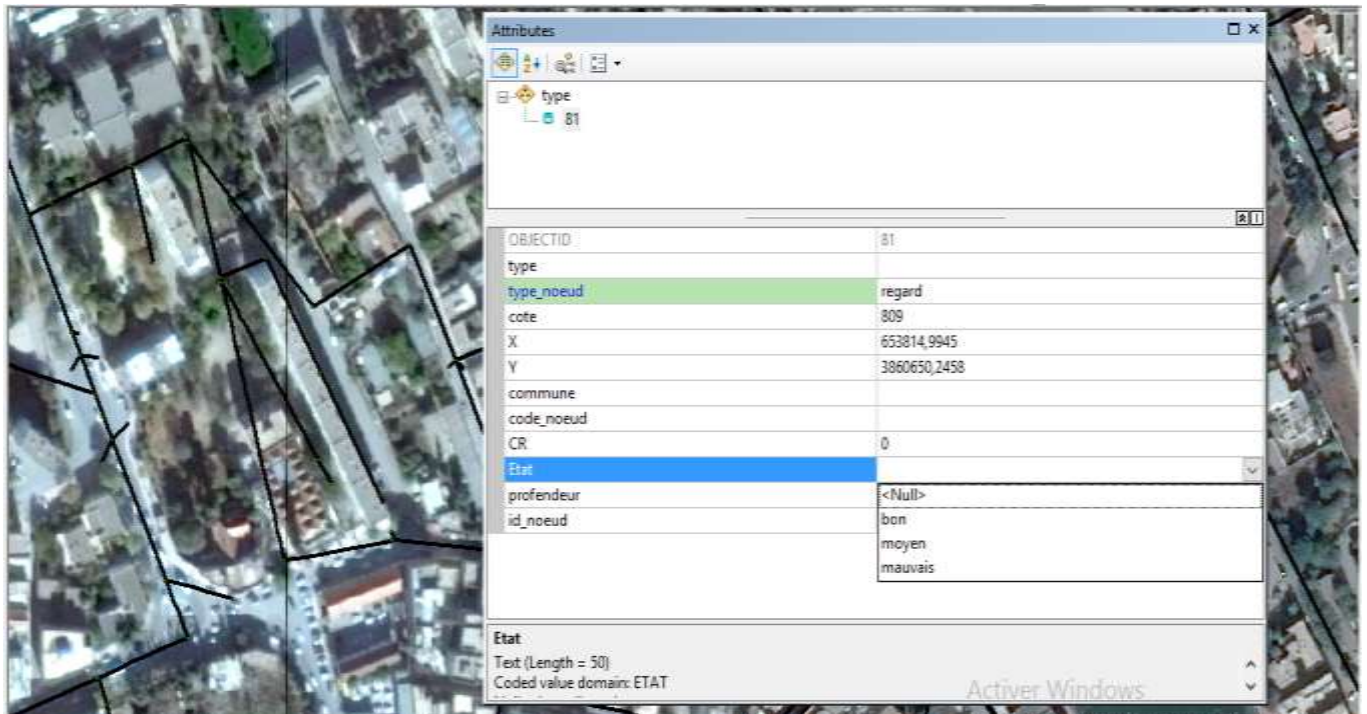 Attributes
type
81
OBJECTID 81
type
type_noeud regard
cote 809
X 653814,9945
Y 3860650,2458
commune
code_noeud
CR 0
Etat
profendeur <Null>
id_noeud bon
moyen
mauvais
Etat
Text (Length = 50)
Coded value domain: ETAT
Activer Windows